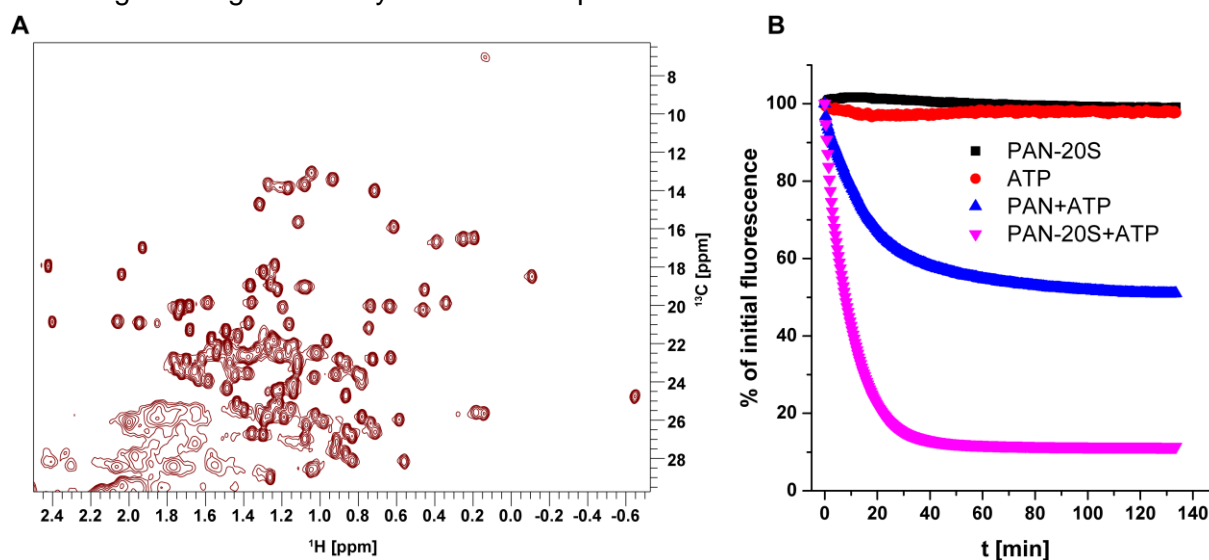 A
8
10
12
14
16
18
20
22
24
26
28
¹³C [ppm]
2.4 2.2 2.0 1.8 1.6 1.4 1.2 1.0 0.8 0.6 0.4 0.2 0.0 -0.2 -0.4 -0.6
¹H [ppm]
B
% of initial fluorescence
100
80
60
40
20
0
PAN-20S
ATP
PAN+ATP
PAN-20S+ATP
0 20 40 60 80 100 120 140
t [min]